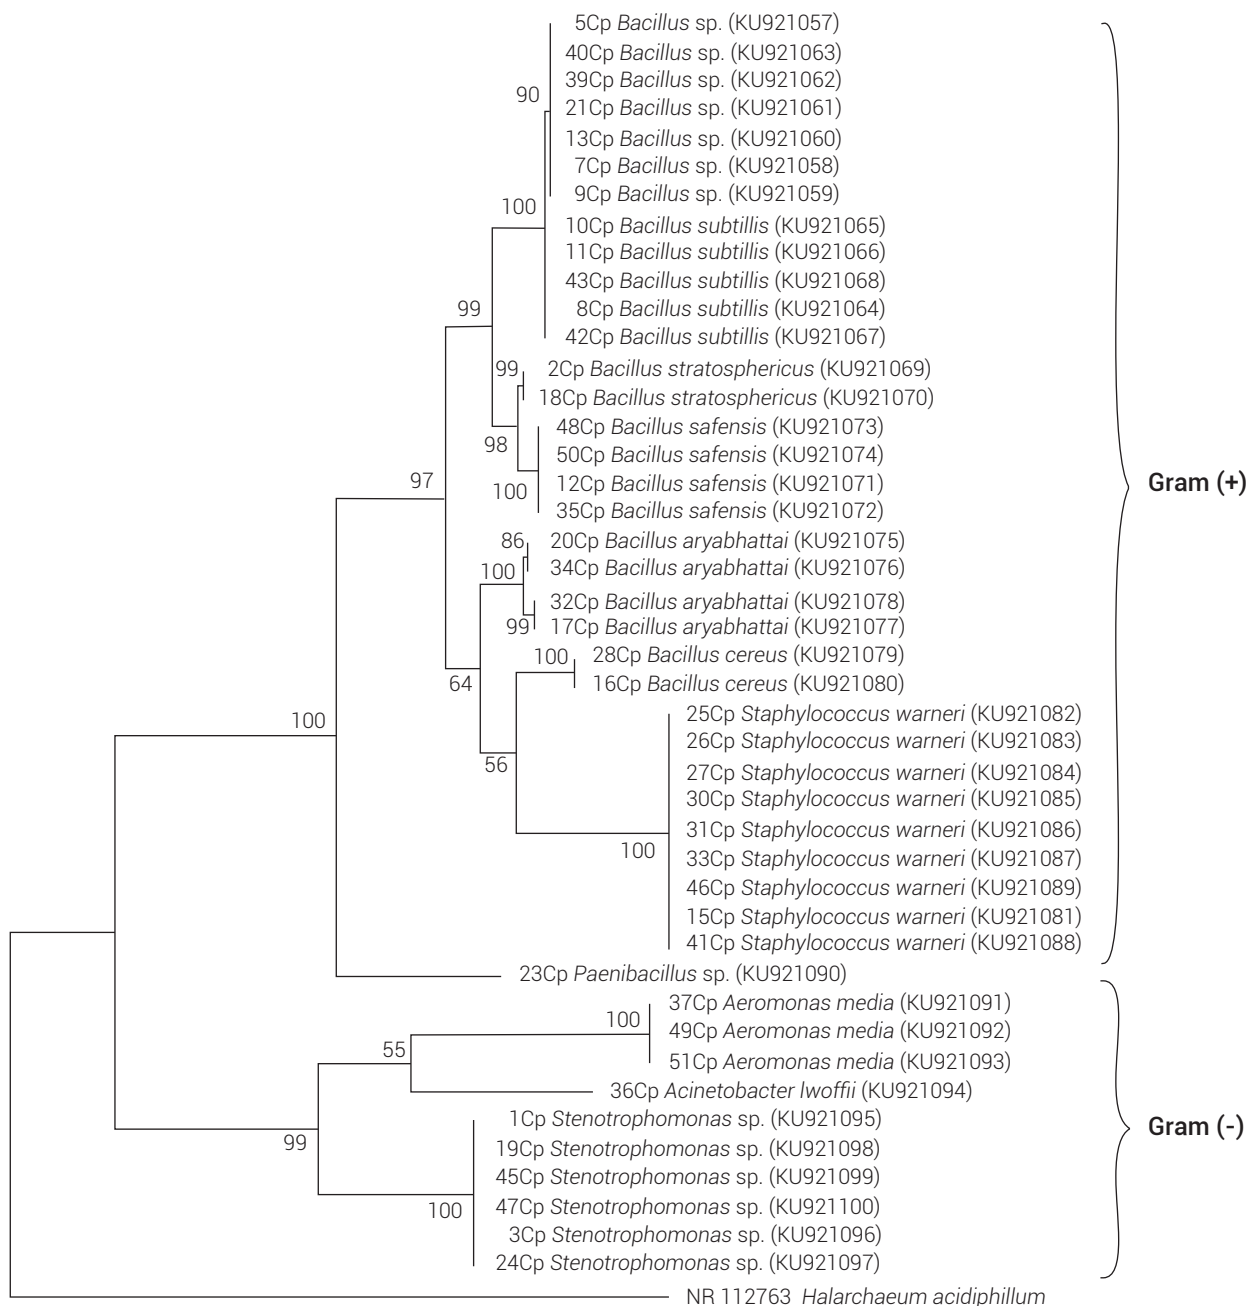 5Cp Bacillus sp. (KU921057)
40Cp Bacillus sp. (KU921063)
39Cp Bacillus sp. (KU921062)
90
21Cp Bacillus sp. (KU921061)
13Cp Bacillus sp. (KU921060)
7Cp Bacillus sp. (KU921058)
9Cp Bacillus sp. (KU921059)
100
10Cp Bacillus subtillis (KU921065)
11Cp Bacillus subtillis (KU921066)
43Cp Bacillus subtillis (KU921068)
99
8Cp Bacillus subtillis (KU921064)
42Cp Bacillus subtillis (KU921067)
99
2Cp Bacillus stratosphericus (KU921069)
18Cp Bacillus stratosphericus (KU921070)
48Cp Bacillus safensis (KU921073)
98
50Cp Bacillus safensis (KU921074)
97
12Cp Bacillus safensis (KU921071)
Gram (+)
100
35Cp Bacillus safensis (KU921072)
86
20Cp Bacillus aryabhattai (KU921075)
100
34Cp Bacillus aryabhattai (KU921076)
32Cp Bacillus aryabhattai (KU921078)
99
17Cp Bacillus aryabhattai (KU921077)
100
28Cp Bacillus cereus (KU921079)
64
16Cp Bacillus cereus (KU921080)
25Cp Staphylococcus warneri (KU921082)
100
26Cp Staphylococcus warneri (KU921083)
56
27Cp Staphylococcus warneri (KU921084)
30Cp Staphylococcus warneri (KU921085)
31Cp Staphylococcus warneri (KU921086)
100
33Cp Staphylococcus warneri (KU921087)
46Cp Staphylococcus warneri (KU921089)
15Cp Staphylococcus warneri (KU921081)
41Cp Staphylococcus warneri (KU921088)
23Cp Paenibacillus sp. (KU921090)
37Cp Aeromonas media (KU921091)
100
49Cp Aeromonas media (KU921092)
55
51Cp Aeromonas media (KU921093)
36Cp Acinetobacter lwoffii (KU921094)
1Cp Stenotrophomonas sp. (KU921095)
Gram (-)
99
19Cp Stenotrophomonas sp. (KU921098)
45Cp Stenotrophomonas sp. (KU921099)
100
47Cp Stenotrophomonas sp. (KU921100)
3Cp Stenotrophomonas sp. (KU921096)
24Cp Stenotrophomonas sp. (KU921097)
NR 112763 Halarchaeum acidiphillum